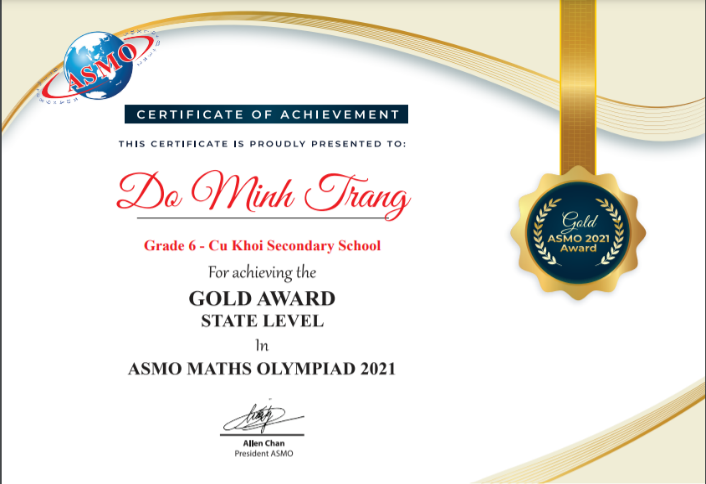 ASMO
CERTIFICATE OF ACHIEVEMENT
THIS CERTIFICATE IS PROUDLY PRESENTED TO:
Do Minh Trang
Grade 6 - Cu Khoi Secondary School
For achieving the
GOLD AWARD
STATE LEVEL
In
ASMO MATHS OLYMPIAD 2021
Allen Chan
President ASMO
Gold
ASMO 2021
Award